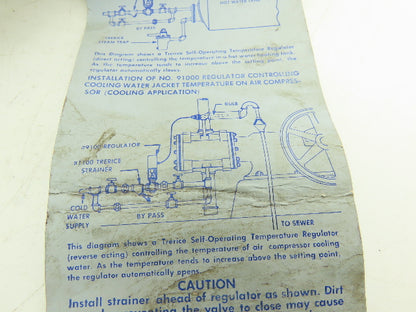 HOT WATER TANK
BY PASS
STEAM TRAP
This diagram shows a Trerice Self-Operating Temperature Regulator
(direct acting) controlling the temperature in a hot water heating tank.
As the temperature tends to increase above the setting point, the
regulator automatically closes.
INSTALLATION OF NO. 91000 REGULATOR CONTROLLING
COOLING WATER JACKET TEMPERATURE ON AIR COMPRES-
SOR (COOLING APPLICATION)
BULB
REGULATOR
TRERICE
STRAINER
COLD
WATER
SUPPLY
BY PASS
TO SEWER
This diagram shows a Trerice Self-Operating Temperature Regulator
(reverse acting) controlling the temperature of air compressor cooling
water. As the temperature tends to increase above the setting point,
the regulator automatically opens.
CAUTION
Install strainer ahead of regulator as shown. Dirt
the valve to close may cause